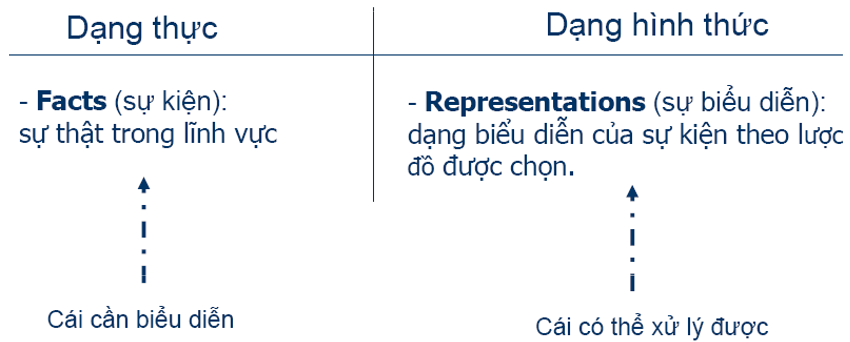 Dạng thực
Dạng hình thức
- Facts (sự kiện):
sự thật trong lĩnh vực
- Representations (sự biểu diễn):
dạng biểu diễn của sự kiện theo lược
đồ được chọn.
Cái cần biểu diễn
Cái có thể xử lý được